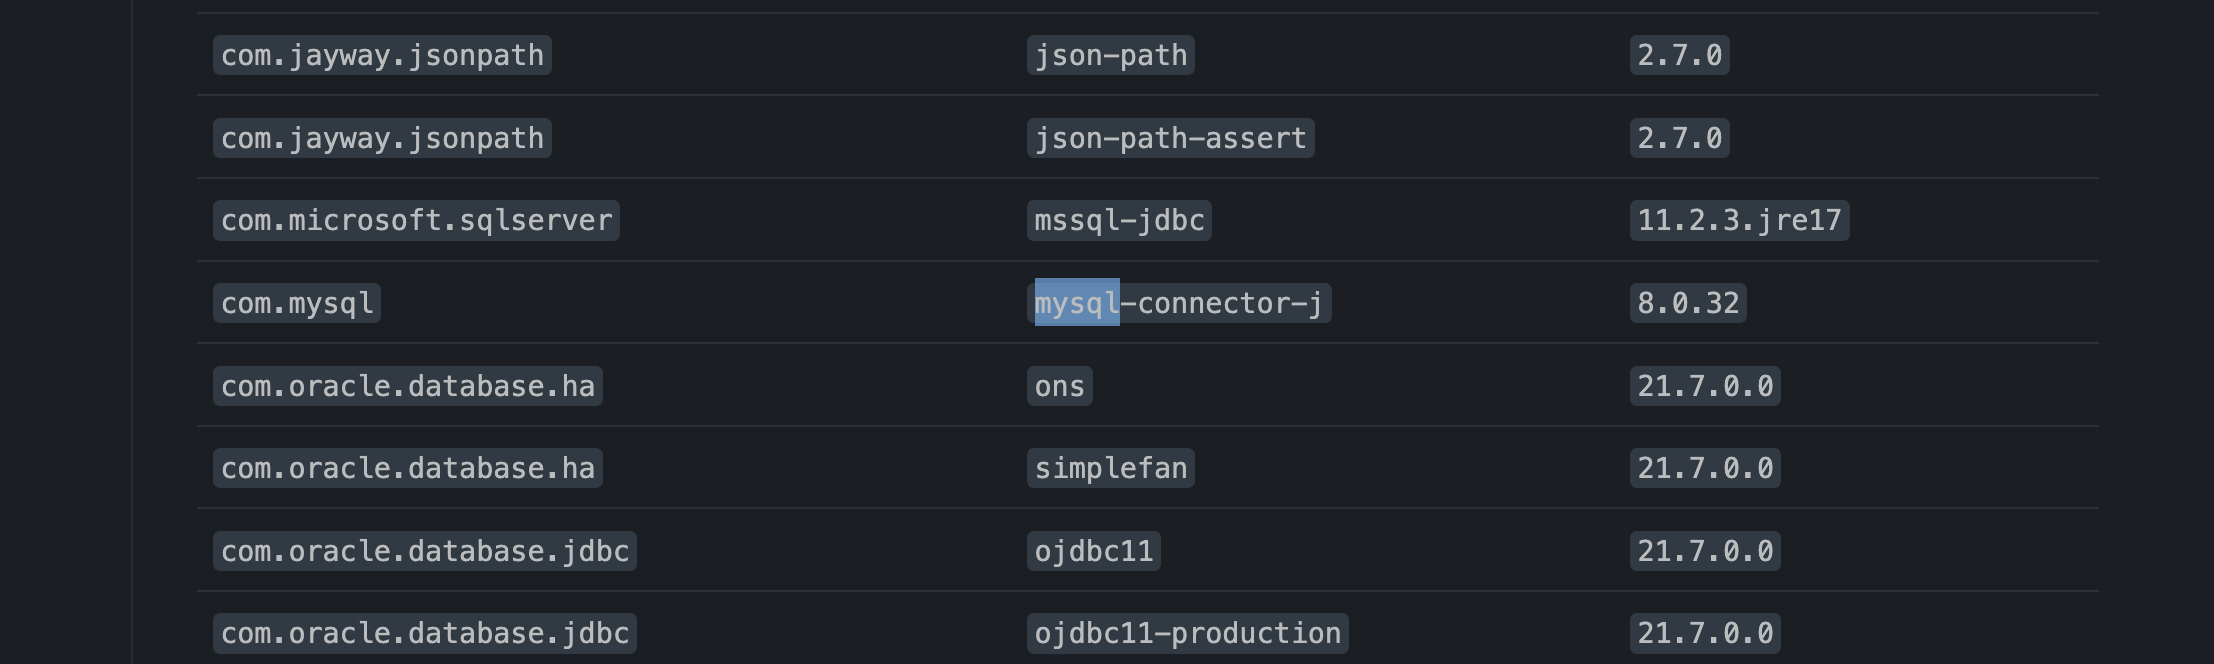 com.jayway.jsonpath json-path 2.7.0
com.jayway.jsonpath json-path-assert 2.7.0
com.microsoft.sqlserver mssql-jdbc 11.2.3.jre17
com.mysql mysql-connector-j 8.0.32
com.oracle.database.ha ons 21.7.0.0
com.oracle.database.ha simplefan 21.7.0.0
com.oracle.database.jdbc ojdbc11 21.7.0.0
com.oracle.database.jdbc ojdbc11-production 21.7.0.0